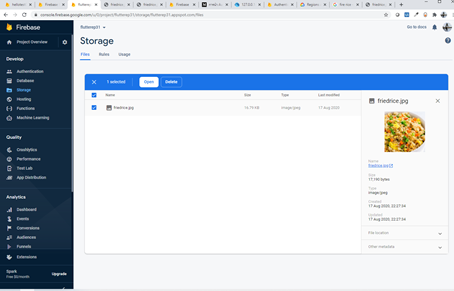 console.firebase.google.com/u/0/project/flutterwp31/storage/flutterwp31.appspot.com/files
Firebase
flutterwp31
Go to docs
Project Overview
Storage
Files
Rules
Usage
Develop
Authentication
Database
Storage
Hosting
Functions
Machine Learning
Quality
Crashlytics
Performance
Test Lab
App Distribution
Analytics
Dashboard
Events
Conversions
Audiences
Funnels
Extensions
Spark
Free $0/month
Upgrade
1 selected
Open
Delete
Name
Size
Type
Last modified
friedrice.jpg
16.79 KB
image/jpeg
17 Aug 2020
friedrice.jpg
Name
friedrice.jpg
Size
17,190 bytes
Type
image/jpeg
Created
17 Aug 2020, 22:27:34
Updated
17 Aug 2020, 22:27:34
File location
Other metadata